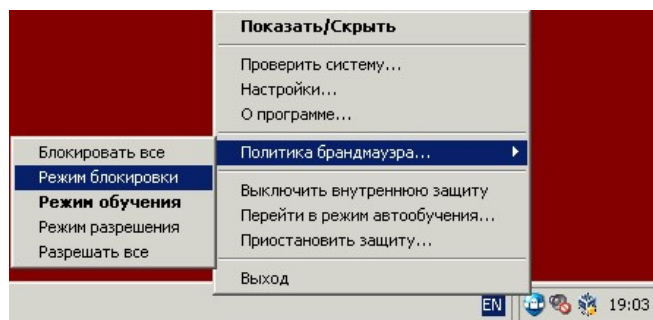 Показать/Скрыть
Проверить систему...
Настройки...
О программе...
Политика брандмауэра...
Блокировать все
Режим блокировки
Режим обучения
Режим разрешения
Разрешать все
Выключить внутреннюю защиту
Перейти в режим автообучения...
Приостановить защиту...
Выход
EN 19:03